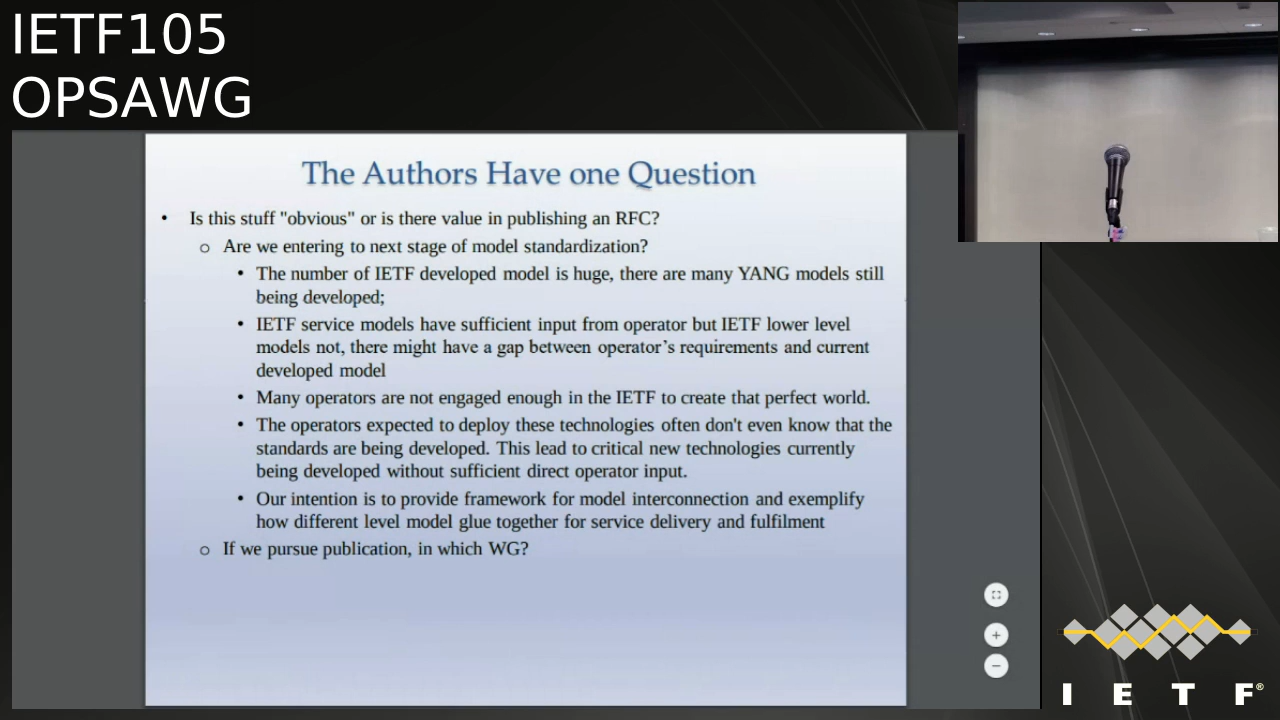 IETF105
OPSAWG
The Authors Have one Question
• Is this stuff "obvious" or is there value in publishing an RFC?
o Are we entering to next stage of model standardization?
• The number of IETF developed model is huge, there are many YANG models still
being developed;
• IETF service models have sufficient input from operator but IETF lower level
models not, there might have a gap between operator’s requirements and current
developed model
• Many operators are not engaged enough in the IETF to create that perfect world.
• The operators expected to deploy these technologies often don't even know that the
standards are being developed. This lead to critical new technologies currently
being developed without sufficient direct operator input.
• Our intention is to provide framework for model interconnection and exemplify
how different level model glue together for service delivery and fulfilment
o If we pursue publication, in which WG?
I E T F®